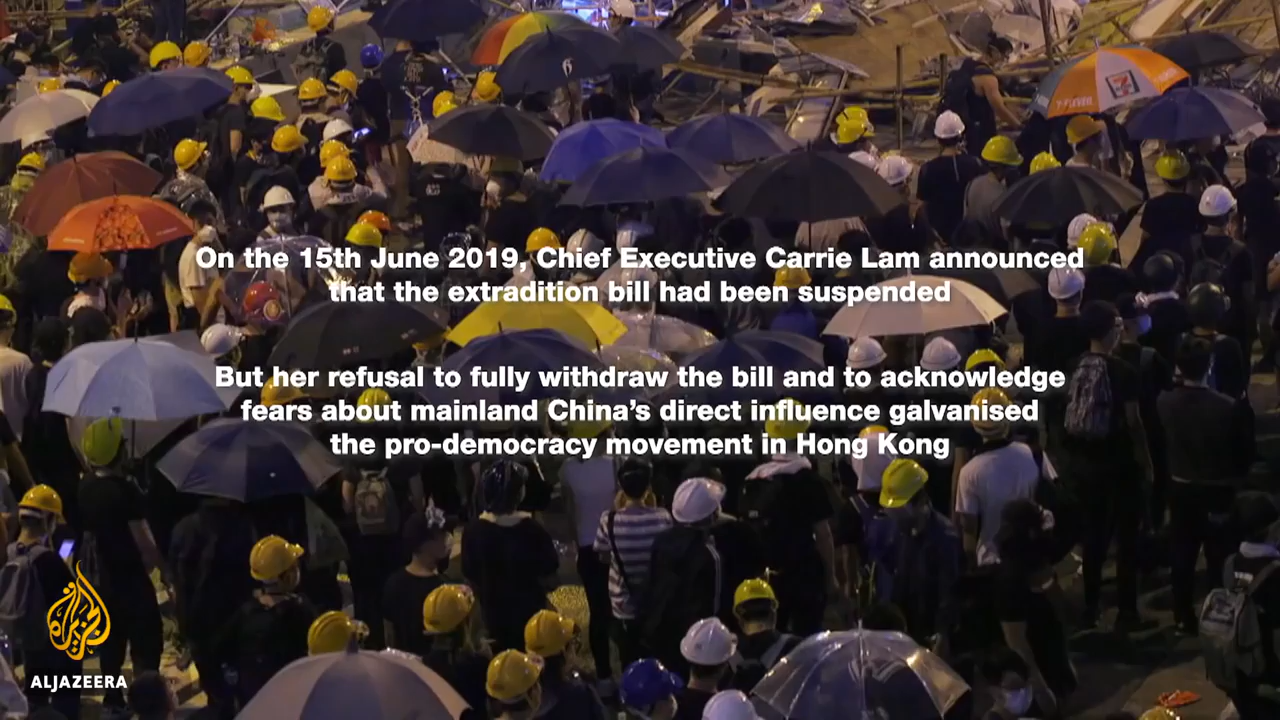 On the 15th June 2019, Chief Executive Carrie Lam announced
that the extradition bill had been suspended
But her refusal to fully withdraw the bill and to acknowledge
fears about mainland China's direct influence galvanised
the pro-democracy movement in Hong Kong
ALJAZEERA